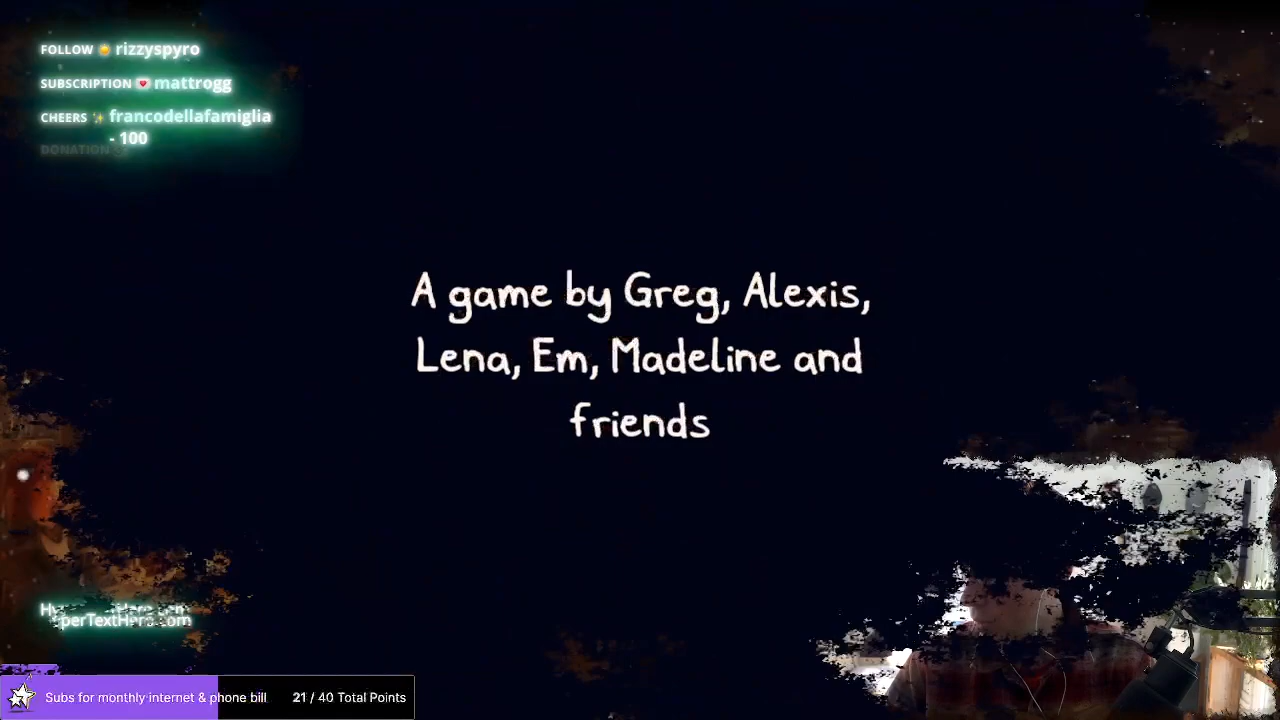 FOLLOW rizzyspyro
SUBSCRIPTION mattrogg
CHEERS francodellafamiglia
- 100
DONATION
A game by Greg, Alexis,
Lena, Em, Madeline and
friends
Subs for monthly internet & phone bill 21 / 40 Total Points